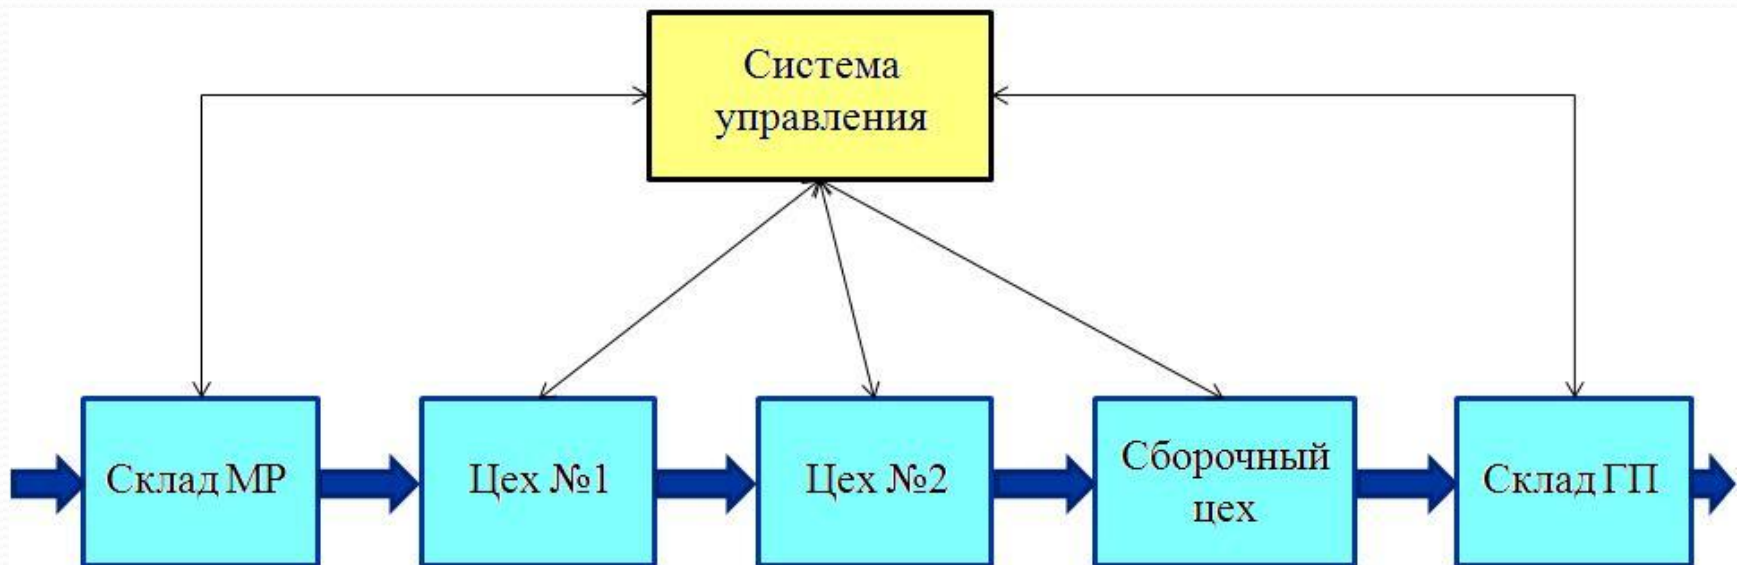 Система
управления
Склад МР
Цех №1
Цех №2
Сборочный
цех
Склад ГП